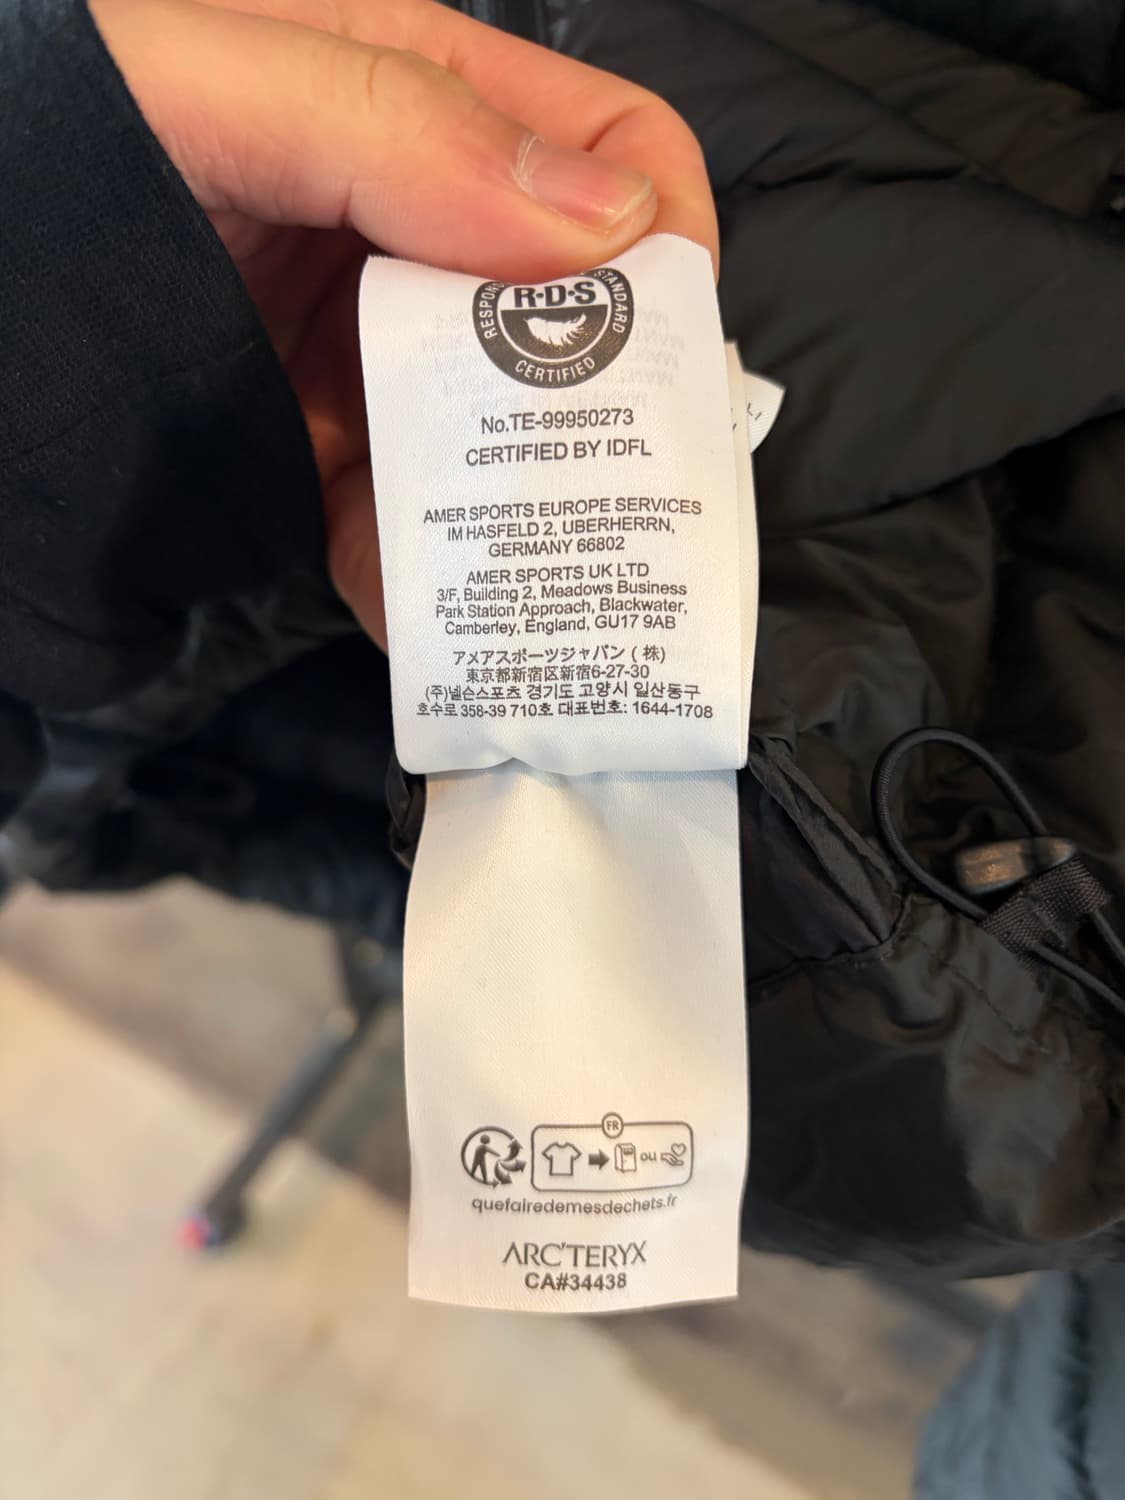 RESPON STANDARD
R·D·S
CERTIFIED
No.TE-99950273
CERTIFIED BY IDFL
AMER SPORTS EUROPE SERVICES
IM HASFELD 2, UBERHERRN,
GERMANY 66802
AMER SPORTS UK LTD
3/F, Building 2, Meadows Business
Park Station Approach, Blackwater,
Camberley, England, GU17 9AB
アメアスポーツジャパン ( 株)
東京都新宿区新宿6-27-30
(주)넬슨스포츠 경기도 고양시 일산동구
호수로 358-39 710호 대표번호: 1644-1708
FR
ou
quefairedemesdechets.fr
ARC'TERYX
CA#34438